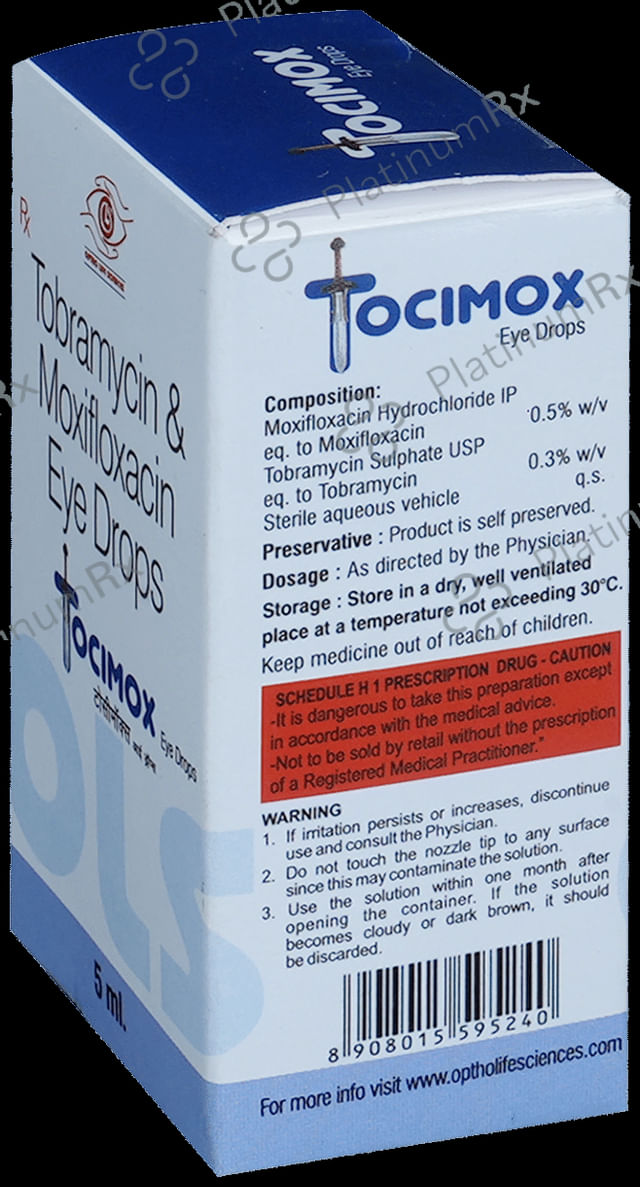 TOCIMOX
Eye Drops
Rx
Tobramycin &
Moxifloxacin
Eye Drops
TOCIMOX Eye Drops
टोसीमॉक्स आई ड्रॉप्स
5 ml.
TOCIMOX
Eye Drops
Composition:
Moxifloxacin Hydrochloride IP
eq. to Moxifloxacin 0.5% w/v
Tobramycin Sulphate USP
eq. to Tobramycin 0.3% w/v
Sterile aqueous vehicle q.s.
Preservative : Product is self preserved.
Dosage : As directed by the Physician.
Storage : Store in a dry, well ventilated
place at a temperature not exceeding 30°C.
Keep medicine out of reach of children.
SCHEDULE H 1 PRESCRIPTION DRUG - CAUTION
-It is dangerous to take this preparation except
in accordance with the medical advice.
-Not to be sold by retail without the prescription
of a Registered Medical Practitioner."
WARNING
1. If irritation persists or increases, discontinue
use and consult the Physician.
2. Do not touch the nozzle tip to any surface
since this may contaminate the solution.
3. Use the solution within one month after
opening the container. If the solution
becomes cloudy or dark brown, it should
be discarded.
8 908015 595240
For more info visit www.optholifesciences.com
PlatinumRx
PlatinumRx
PlatinumRx